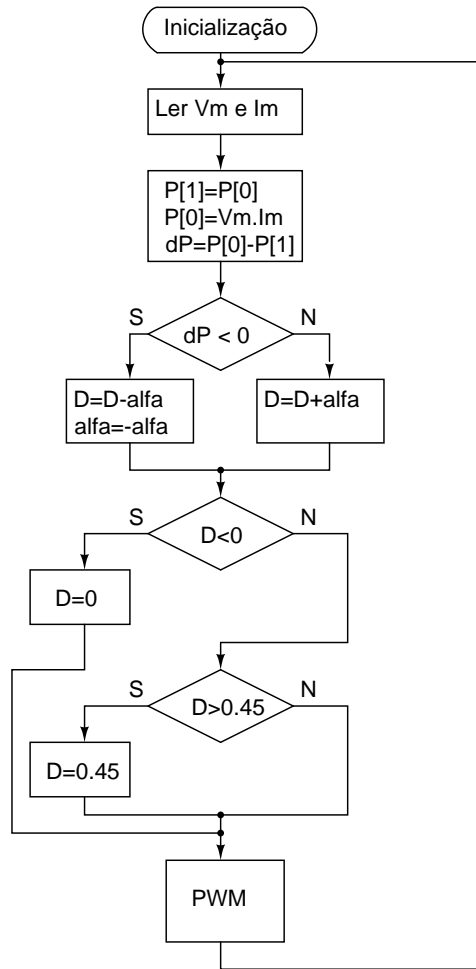 Inicialização
Ler Vm e Im
P[1]=P[0]
P[0]=Vm.Im
dP=P[0]-P[1]
S
N
dP < 0
D=D-alfa
alfa=-alfa
D=D+alfa
S
N
D<0
D=0
S
N
D>0.45
D=0.45
PWM